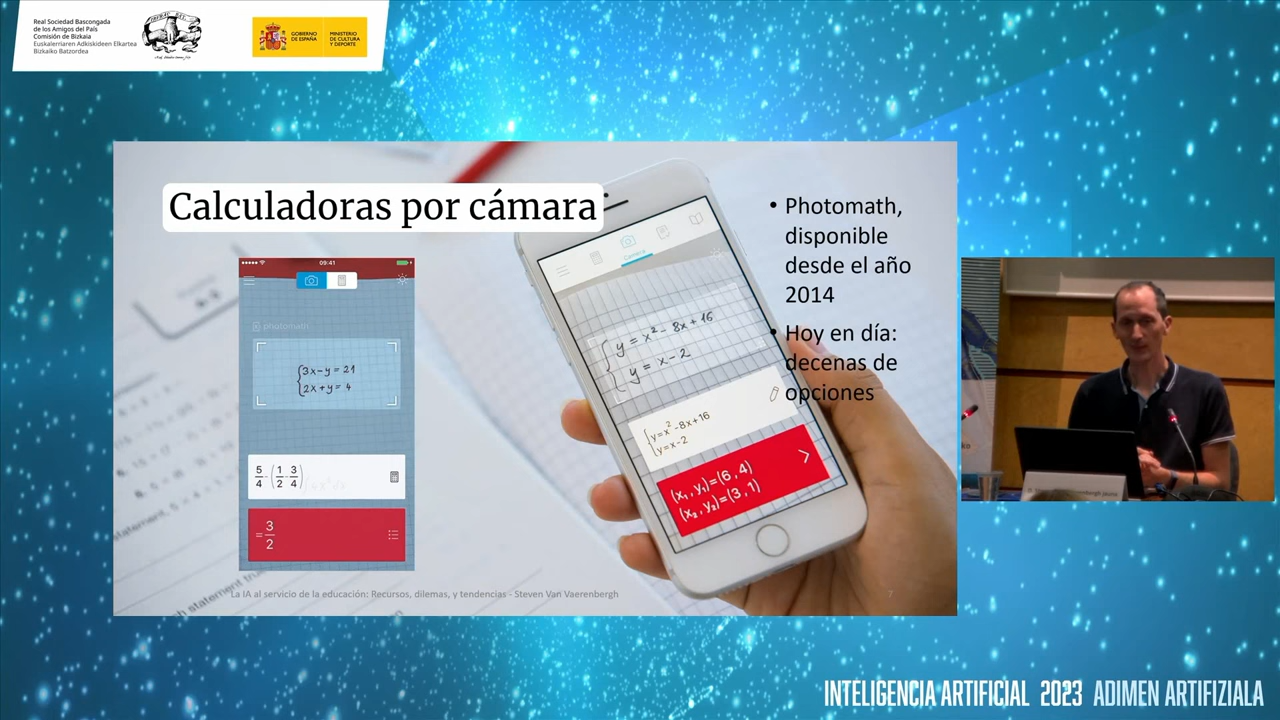 Real Sociedad Bascongada
de los Amigos del País
Comisión de Bizkaia
Euskalerriaren Adkiskideen Elkartea
Bizkaiko Batzordea
GOBIERNO
DE ESPAÑA
MINISTERIO
DE CULTURA
Y DEPORTE
Calculadoras por cámara
• Photomath,
disponible
desde el año
2014
• Hoy en día:
decenas de
opciones
09:41
photomath
3x-y=21
2x+y=4
5/4-(1/2-3/4)
=3/2
Camera
y=x²-8x+16
y=x-2
y=x²-8x+16
y=x-2
(x₁,y₁)=(6,4)
(x₂,y₂)=(3,1)
La IA al servicio de la educación: Recursos, dilemas, y tendencias - Steven Van Vaerenbergh
7
INTELIGENCIA ARTIFICIAL 2023 ADIMEN ARTIFIZIALA